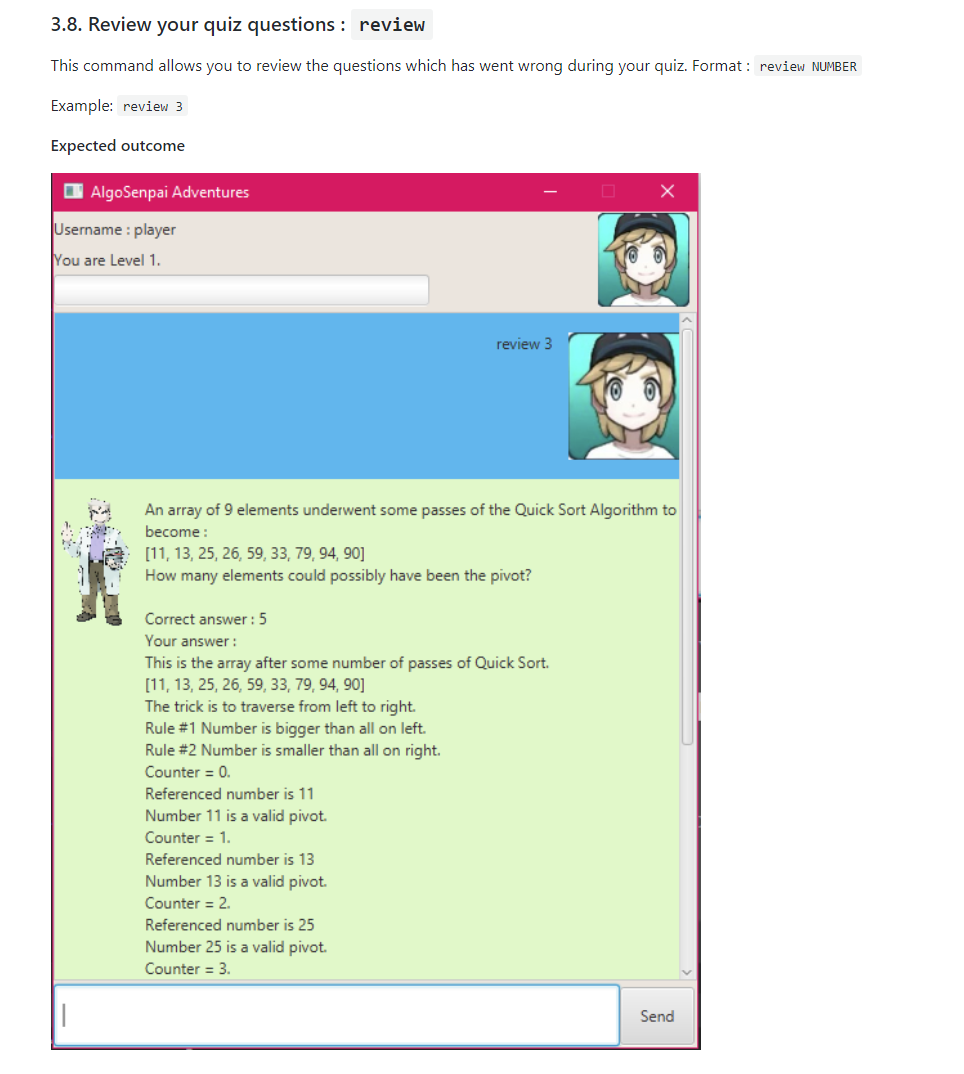 3.8. Review your quiz questions : review
This command allows you to review the questions which has went wrong during your quiz. Format : review NUMBER
Example: review 3
Expected outcome
AlgoSenpai Adventures
Username : player
You are Level 1.
review 3
An array of 9 elements underwent some passes of the Quick Sort Algorithm to
become :
[11, 13, 25, 26, 59, 33, 79, 94, 90]
How many elements could possibly have been the pivot?
Correct answer : 5
Your answer :
This is the array after some number of passes of Quick Sort.
[11, 13, 25, 26, 59, 33, 79, 94, 90]
The trick is to traverse from left to right.
Rule #1 Number is bigger than all on left.
Rule #2 Number is smaller than all on right.
Counter = 0.
Referenced number is 11
Number 11 is a valid pivot.
Counter = 1.
Referenced number is 13
Number 13 is a valid pivot.
Counter = 2.
Referenced number is 25
Number 25 is a valid pivot.
Counter = 3.
Send